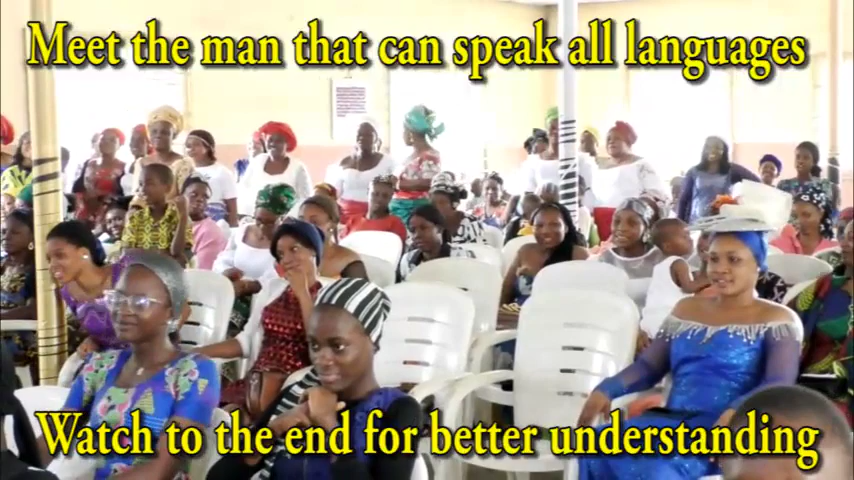 Meet the man that can speak all languages
Watch to the end for better understanding